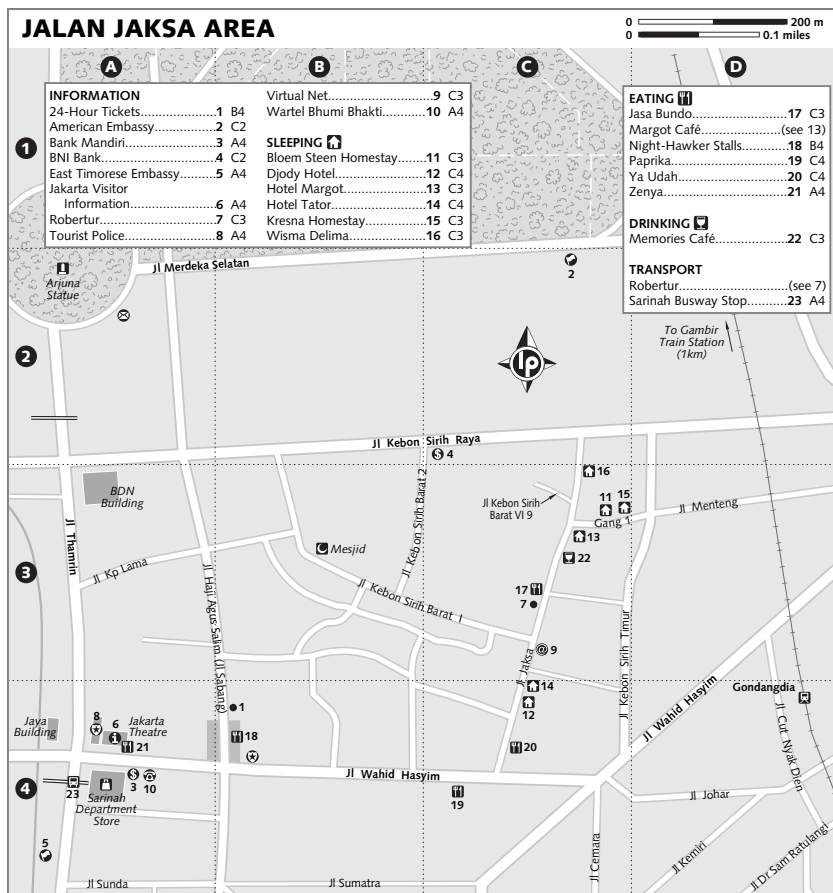 JALAN JAKSA AREA
0 200 m
0 0.1 miles
A B C D
1
INFORMATION
24-Hour Tickets....................1 B4
American Embassy...............2 C2
Bank Mandiri........................3 A4
BNI Bank..............................4 C2
East Timorese Embassy.........5 A4
Jakarta Visitor
Information.......................6 A4
Robertur...............................7 C3
Tourist Police........................8 A4
Virtual Net............................9 C3
Wartel Bhumi Bhakti...........10 A4
SLEEPING
Bloem Steen Homestay.......11 C3
Djody Hotel........................12 C4
Hotel Margot......................13 C3
Hotel Tator.........................14 C4
Kresna Homestay................15 C3
Wisma Delima....................16 C3
EATING
Jasa Bundo.........................17 C3
Margot Café..................(see 13)
Night-Hawker Stalls............18 B4
Paprika...............................19 C4
Ya Udah.............................20 C4
Zenya.................................21 A4
DRINKING
Memories Café...................22 C3
TRANSPORT
Robertur..........................(see 7)
Sarinah Busway Stop..........23 A4
Jl Merdeka Selatan
2
Arjuna
Statue
2
To Gambir
Train Station
(1km)
lp
Jl Kebon Sirih Raya
4
16
BDN
Building
Jl Kebon Sirih Barat 2
Jl Kebon Sirih
Barat VI 9
11
15
Jl Menteng
Gang 1
Jl Thamrin
13
Mesjid
22
3
Jl Kp Lama
Jl Haji Agus Salim (Jl Sabang)
Jl Kebon Sirih Barat 1
17
7
Jl Kebon Sirih Timur
9
Jl Jaksa
14
Gondangdia
12
1
Jl Wahid Hasyim
Jaya
Building
8
6
Jakarta
Theatre
21
18
20
Jl Cut Nyak Dien
Jl Wahid Hasyim
4
23
3
10
Sarinah
Department
Store
19
Jl Johar
5
Jl Cemara
Jl Kemiri
Jl Dr Sam Ratulangi
Jl Sunda
Jl Sumatra